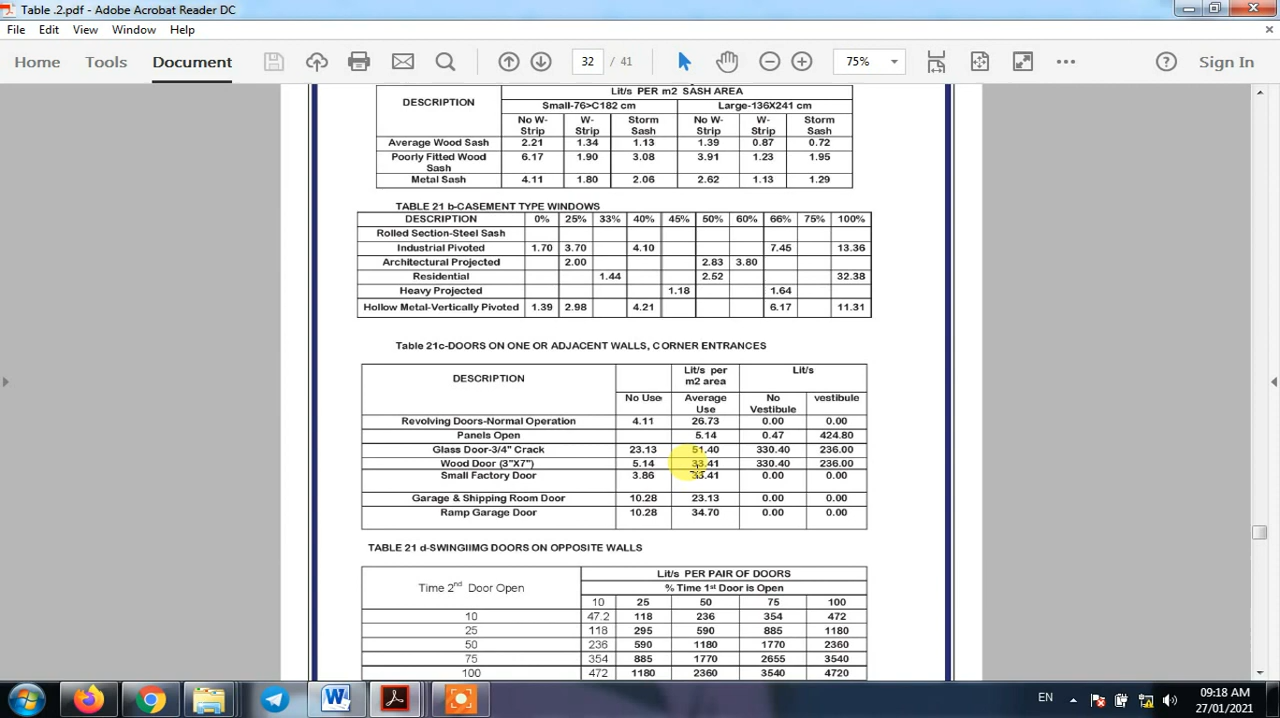 Table .2.pdf - Adobe Acrobat Reader DC
File Edit View Window Help
Home Tools Document 32 / 41 75% Sign In
Lit/s PER m2 SASH AREA
DESCRIPTION Small-76>C182 cm Large-136X241 cm
No W-Strip W-Strip Storm Sash No W-Strip W-Strip Storm Sash
Average Wood Sash 2.21 1.34 1.13 1.39 0.87 0.72
Poorly Fitted Wood Sash 6.17 1.90 3.08 3.91 1.23 1.95
Metal Sash 4.11 1.80 2.06 2.62 1.13 1.29
TABLE 21 b-CASEMENT TYPE WINDOWS
DESCRIPTION 0% 25% 33% 40% 45% 50% 60% 66% 75% 100%
Rolled Section-Steel Sash
Industrial Pivoted 1.70 3.70 4.10 7.45 13.36
Architectural Projected 2.00 2.83 3.80
Residential 1.44 2.52 32.38
Heavy Projected 1.18 1.64
Hollow Metal-Vertically Pivoted 1.39 2.98 4.21 6.17 11.31
Table 21c-DOORS ON ONE OR ADJACENT WALLS, CORNER ENTRANCES
DESCRIPTION Lit/s per m2 area Lit/s
No Use Average Use No Vestibule vestibule
Revolving Doors-Normal Operation 4.11 26.73 0.00 0.00
Panels Open 5.14 0.47 424.80
Glass Door-3/4" Crack 23.13 51.40 330.40 236.00
Wood Door (3"X7") 5.14 33.41 330.40 236.00
Small Factory Door 3.86 33.41 0.00 0.00
Garage & Shipping Room Door 10.28 23.13 0.00 0.00
Ramp Garage Door 10.28 34.70 0.00 0.00
TABLE 21 d-SWINGIIMG DOORS ON OPPOSITE WALLS
Time 2nd Door Open Lit/s PER PAIR OF DOORS
% Time 1st Door is Open
10 25 50 75 100
10 47.2 118 236 354 472
25 118 295 590 885 1180
50 236 590 1180 1770 2360
75 354 885 1770 2655 3540
100 472 1180 2360 3540 4720
EN 09:18 AM
27/01/2021